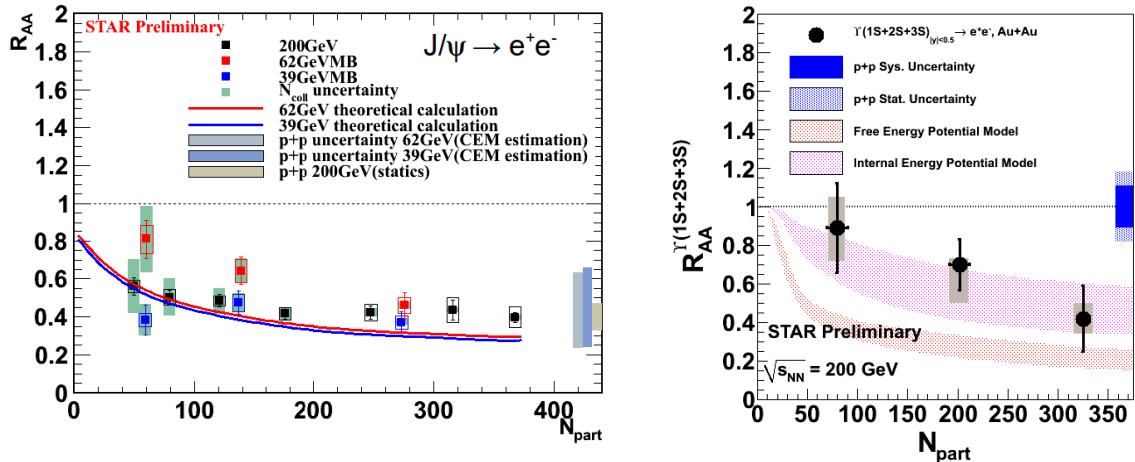 R_AA
2
1.8
1.6
1.4
1.2
1
0.8
0.6
0.4
0.2
0
STAR Preliminary
J/ψ → e⁺e⁻
200GeV
62GeVMB
39GeVMB
N_coll uncertainty
62GeV theoretical calculation
39GeV theoretical calculation
p+p uncertainty 62GeV(CEM estimation)
p+p uncertainty 39GeV(CEM estimation)
p+p 200GeV(statics)
0 100 200 300 400
N_part
R_AA^Υ(1S+2S+3S)
2
1.8
1.6
1.4
1.2
1
0.8
0.6
0.4
0.2
0
Υ(1S+2S+3S)_|y|<0.5 → e⁺e⁻, Au+Au
p+p Sys. Uncertainty
p+p Stat. Uncertainty
Free Energy Potential Model
Internal Energy Potential Model
STAR Preliminary
√s_NN = 200 GeV
0 50 100 150 200 250 300 350
N_part